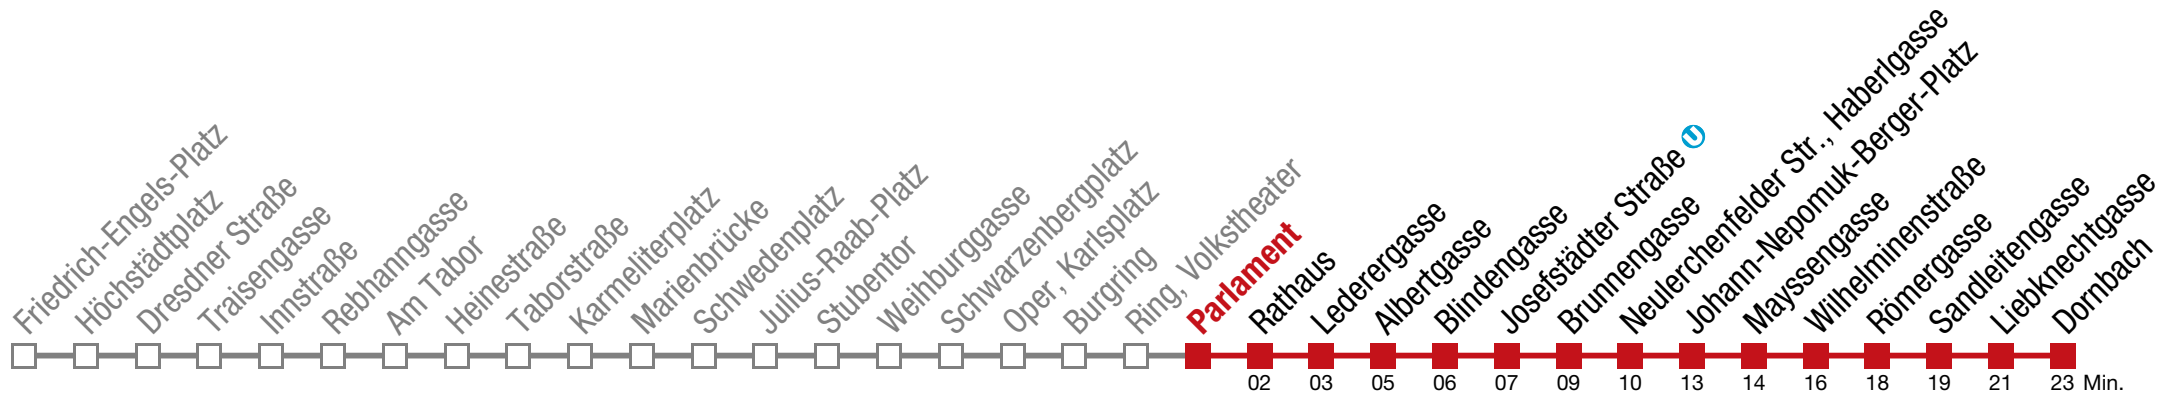 Friedrich-Engels-Platz
Höchstädtplatz
Dresdner Straße
Traisengasse
Innstraße
Rebhanngasse
Am Tabor
Heinestraße
Taborstraße
Karmeliterplatz
Marienbrücke
Schwedenplatz
Julius-Raab-Platz
Stubentor
Weihburggasse
Schwarzenbergplatz
Oper, Karlsplatz
Burgring
Ring, Volkstheater
Parlament
Rathaus
Lederergasse
Albertgasse
Blindengasse
Josefstädter Straße U
Brunnengasse
Neulerchenfelder Str., Haberlgasse
Johann-Nepomuk-Berger-Platz
Mayssengasse
Wilhelminenstraße
Römergasse
Sandleitengasse
Liebknechtgasse
Dornbach
02 03 05 06 07 09 10 13 14 16 18 19 21 23 Min.